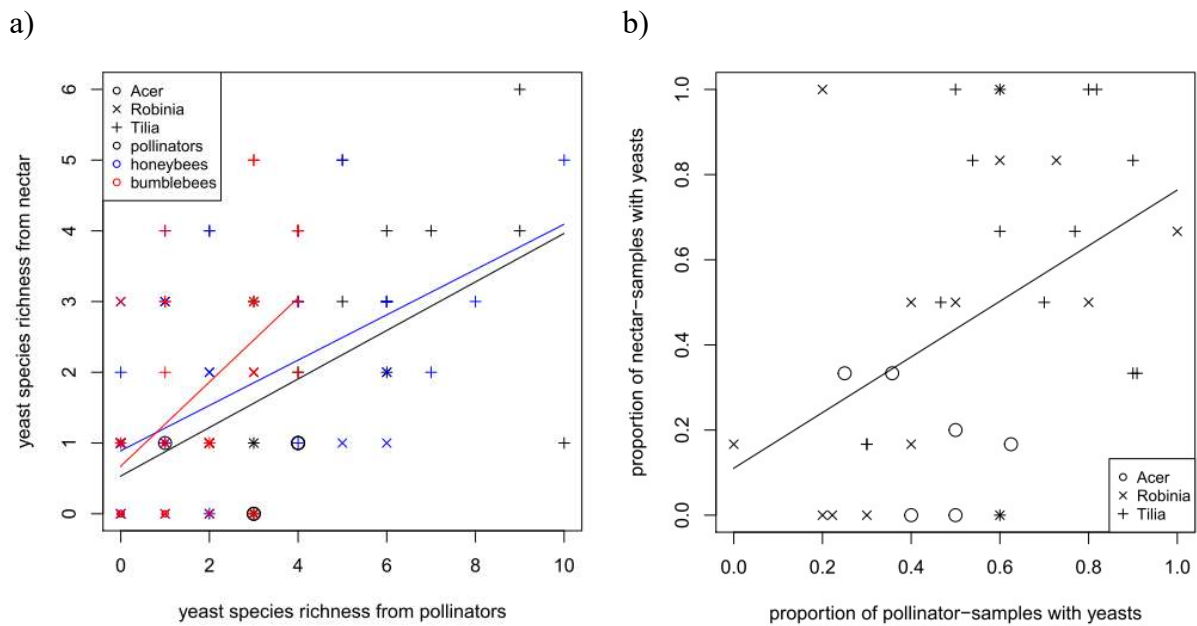 a)
yeast species richness from nectar
6
5
4
3
2
1
0
Acer
Robinia
Tilia
pollinators
honeybees
bumblebees
0 2 4 6 8 10
yeast species richness from pollinators
b)
proportion of nectar-samples with yeasts
1.0
0.8
0.6
0.4
0.2
0.0
Acer
Robinia
Tilia
0.0 0.2 0.4 0.6 0.8 1.0
proportion of pollinator-samples with yeasts